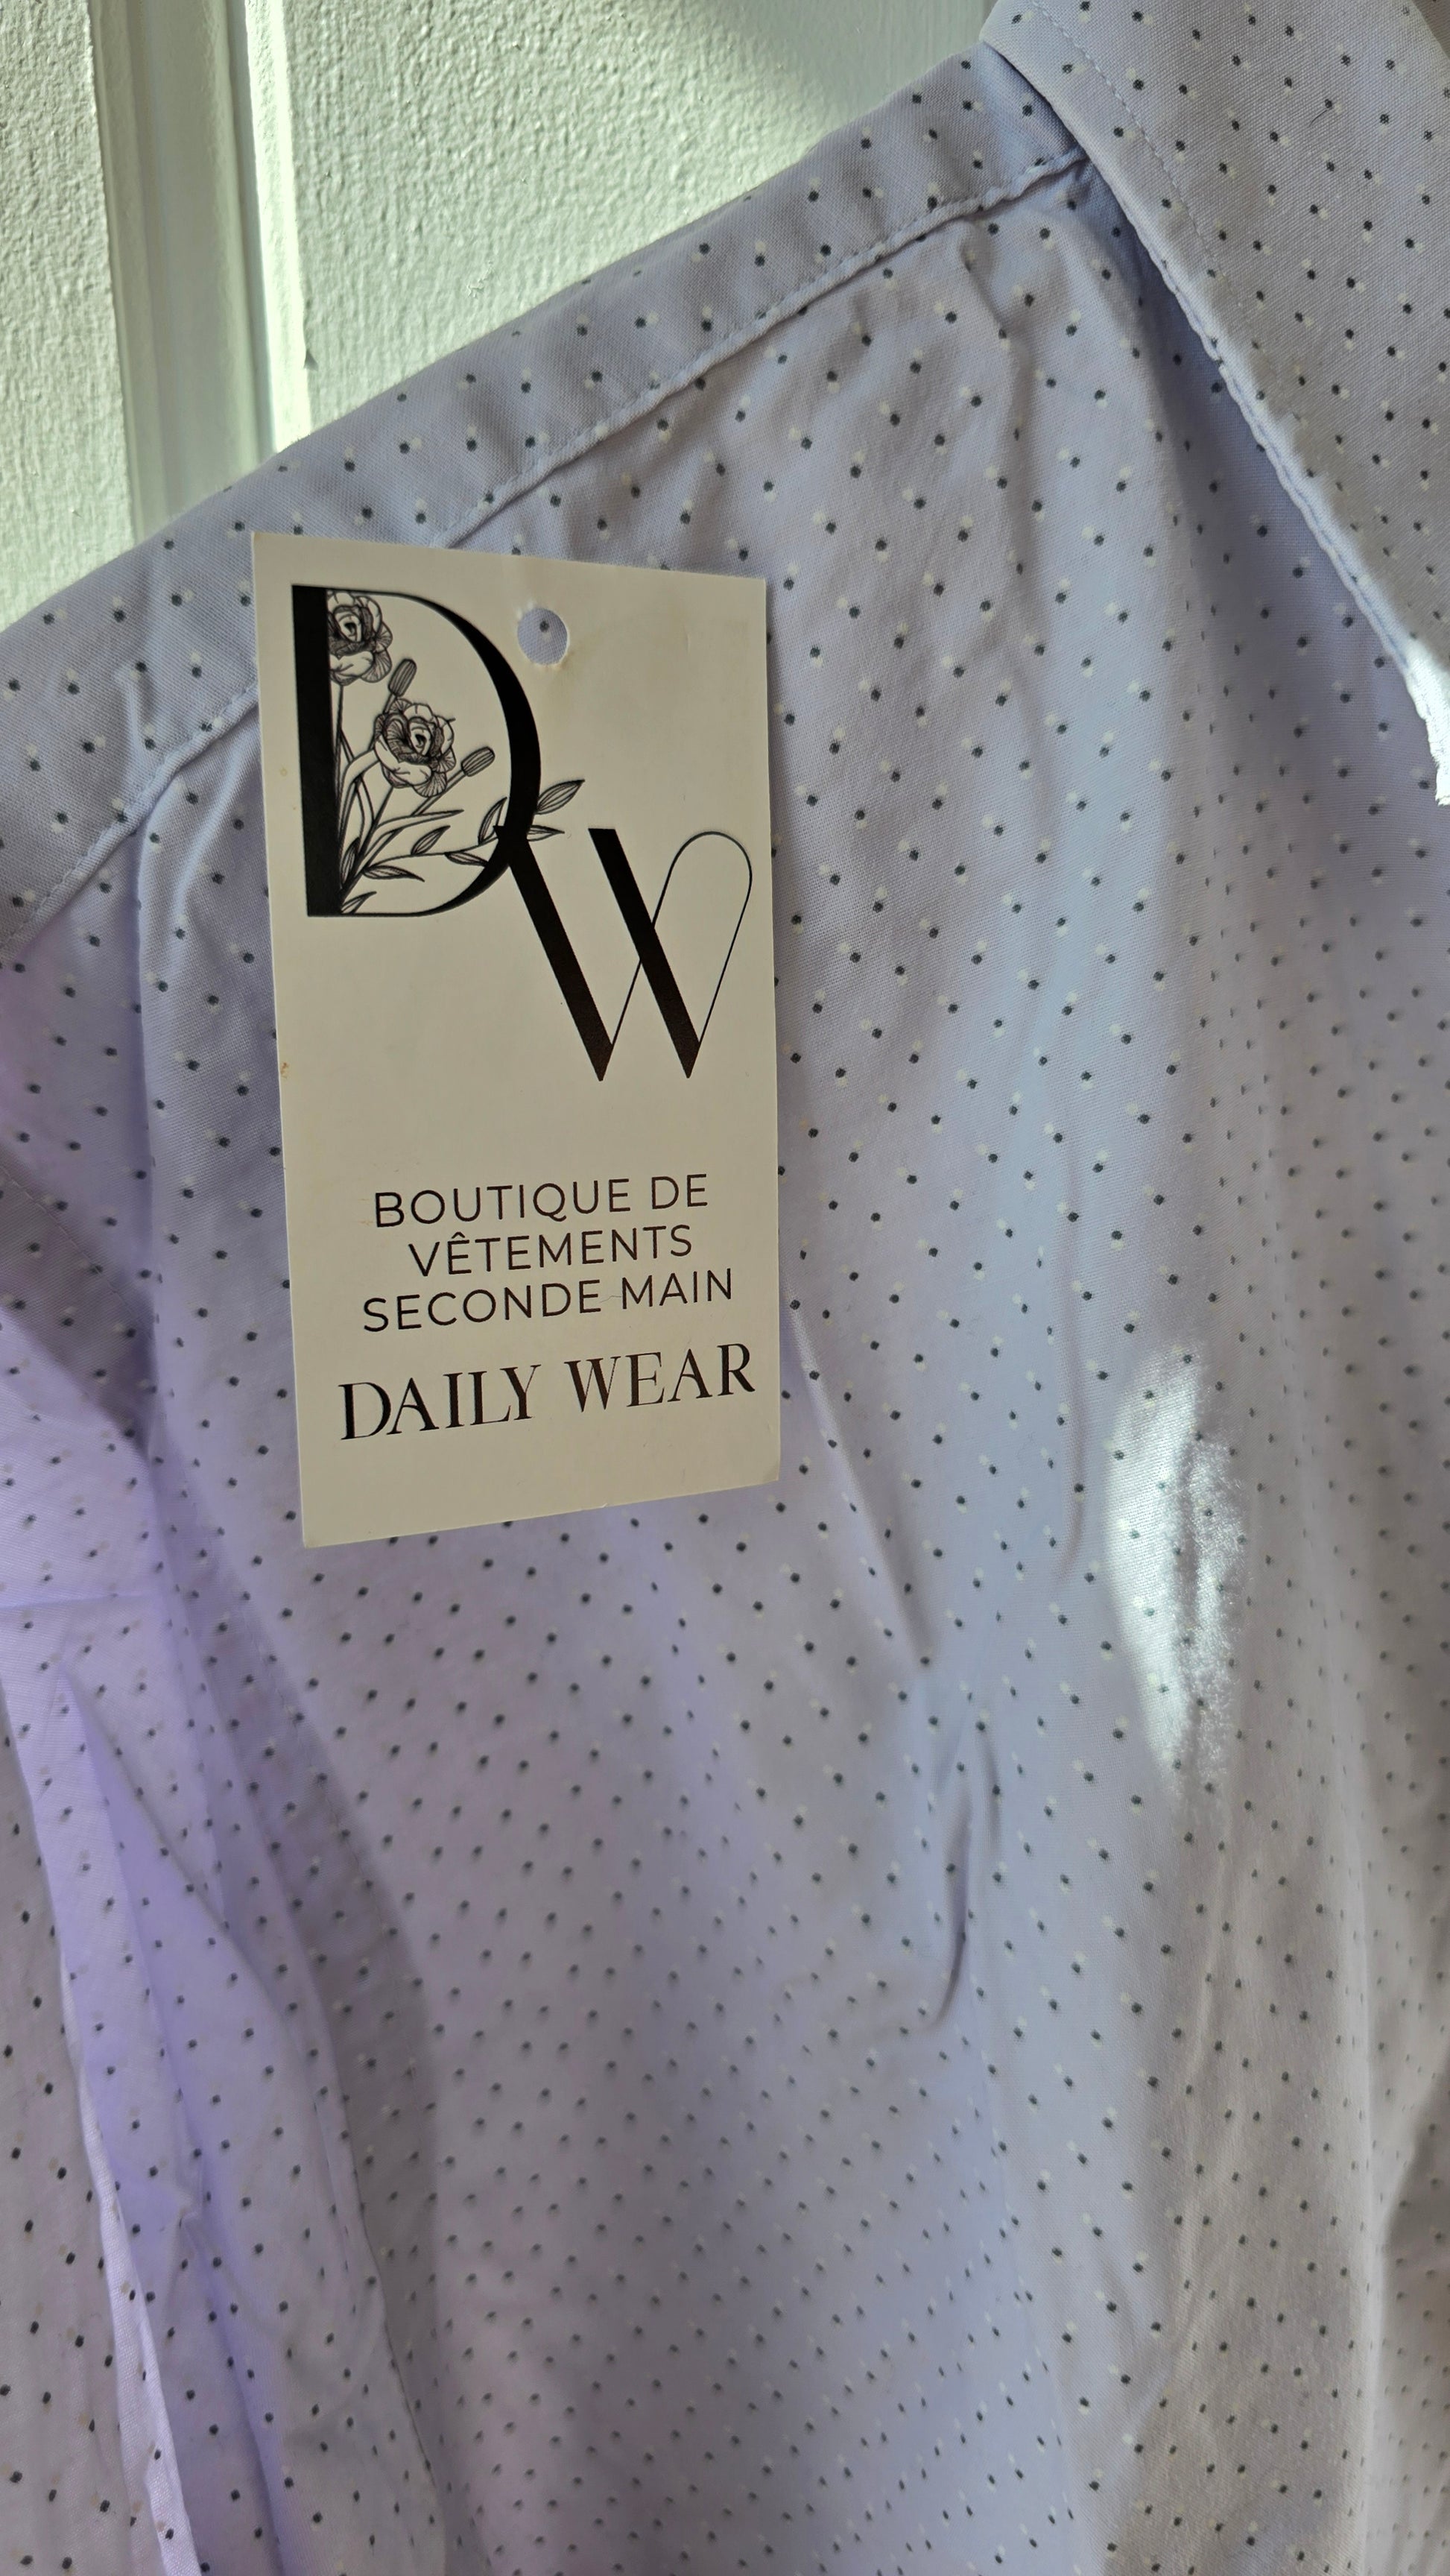 DW
BOUTIQUE DE
VÊTEMENTS
SECONDE MAIN
DAILY WEAR